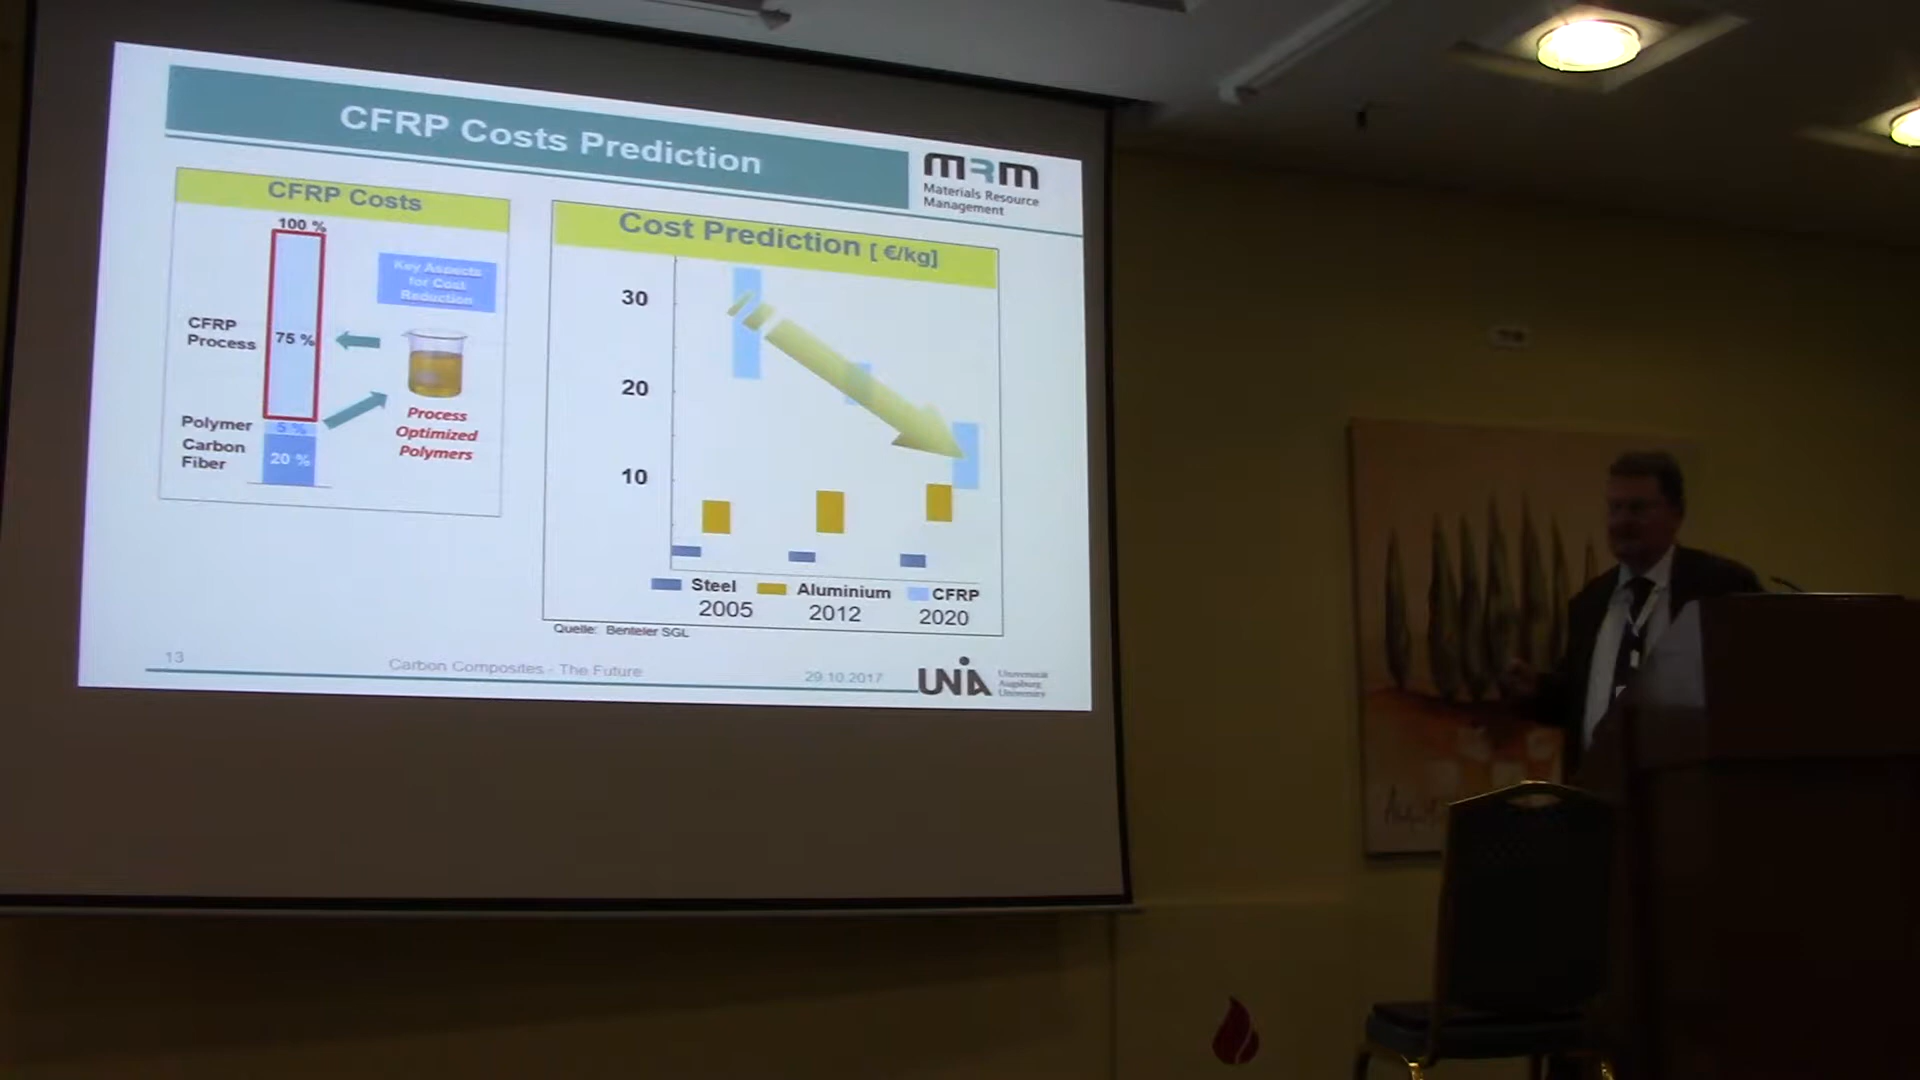 CFRP Costs Prediction
MRM
Materials Resource
Management
CFRP Costs
100 %
Key Aspects
for Cost
Reduction
CFRP
Process
75 %
Polymer
5 %
Carbon
Fiber
20 %
Process
Optimized
Polymers
Cost Prediction [ €/kg]
30
20
10
Steel
Aluminium
CFRP
2005
2012
2020
Quelle: Benteler SGL
13
Carbon Composites - The Future
29.10.2017
UNIA
Universität
Augsburg
University